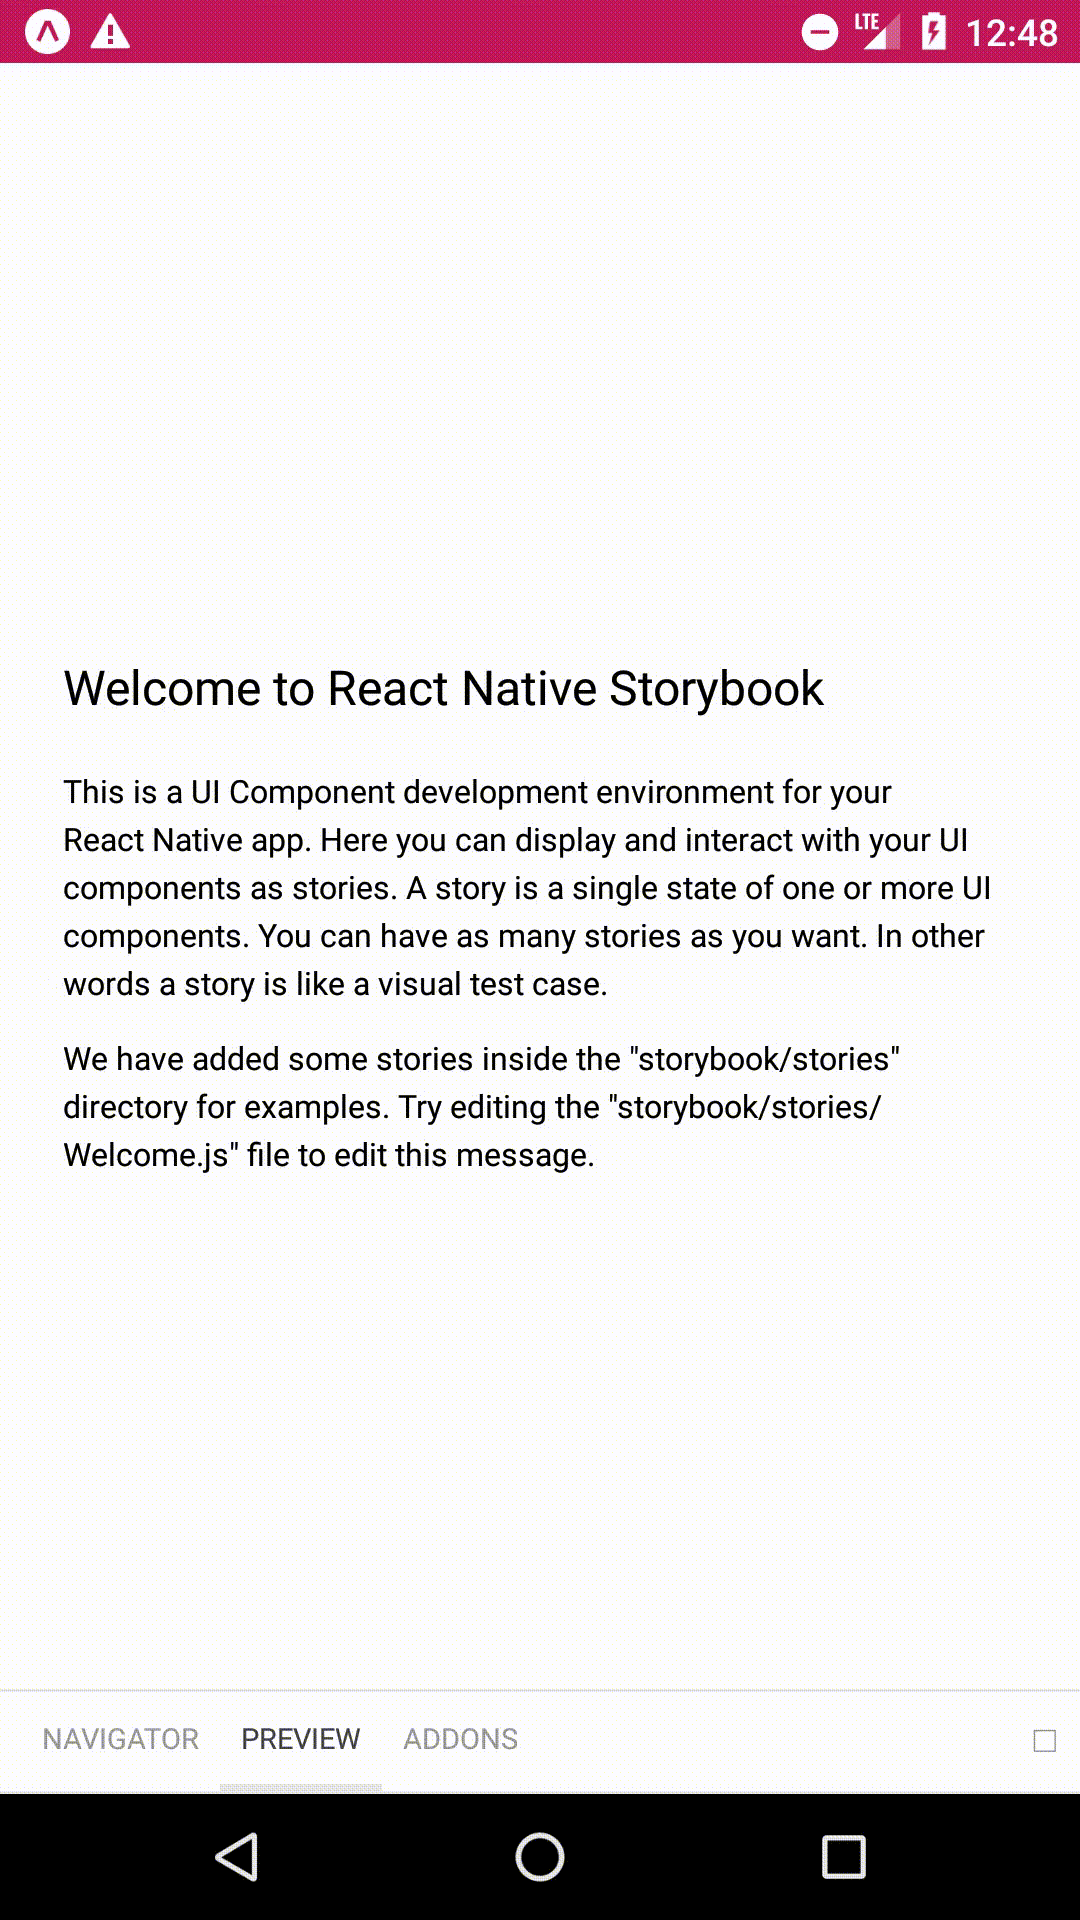 LTE 12:48
Welcome to React Native Storybook
This is a UI Component development environment for your
React Native app. Here you can display and interact with your UI
components as stories. A story is a single state of one or more UI
components. You can have as many stories as you want. In other
words a story is like a visual test case.
We have added some stories inside the "storybook/stories"
directory for examples. Try editing the "storybook/stories/
Welcome.js" file to edit this message.
NAVIGATOR PREVIEW ADDONS